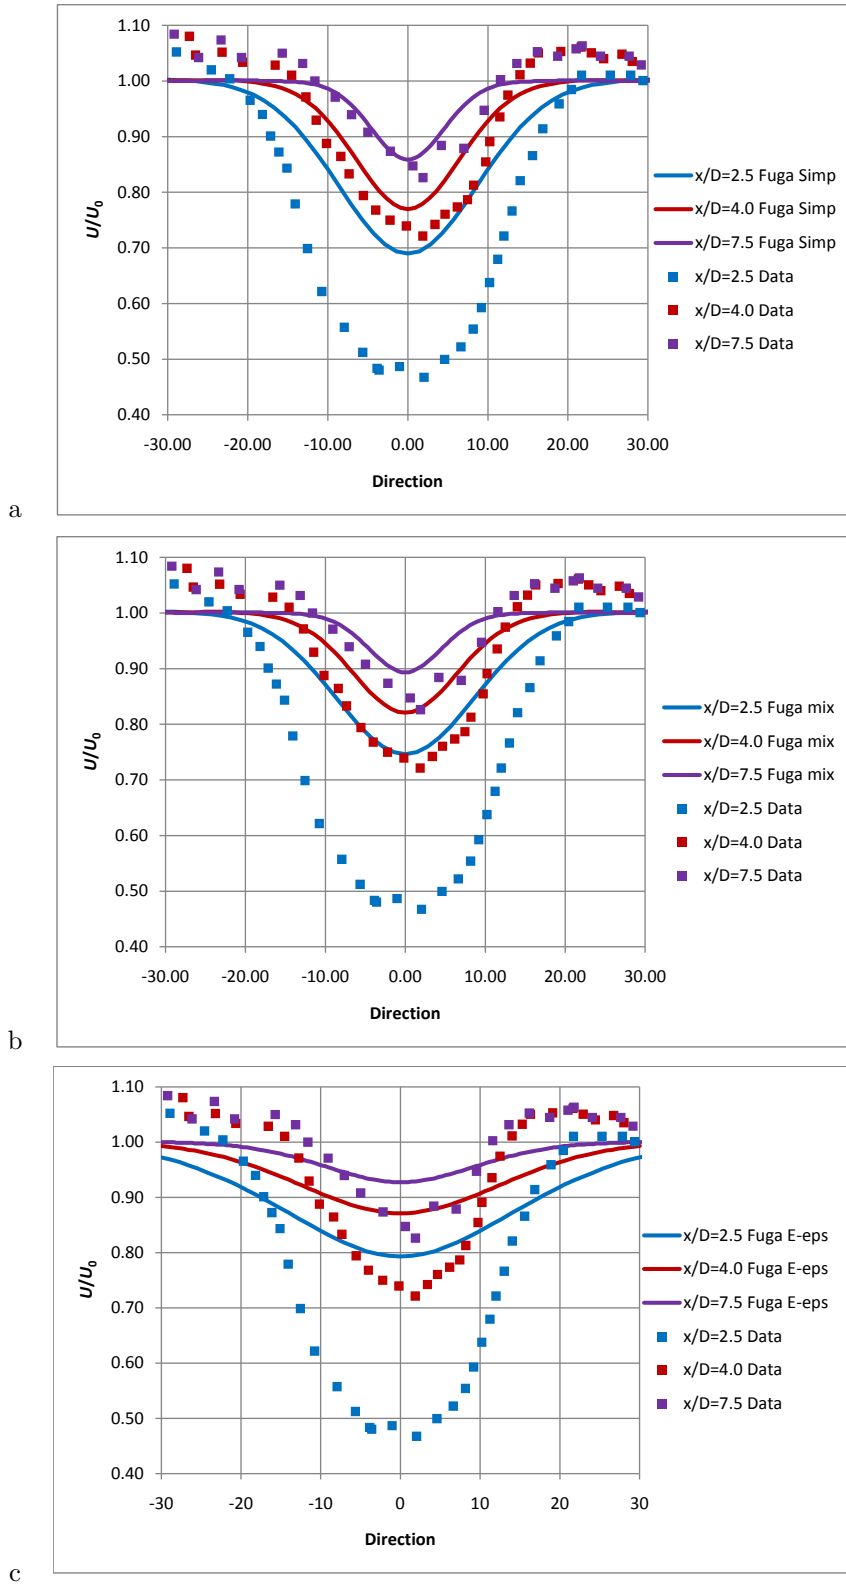 1.10
1.00
0.90
0.80
0.70
0.60
0.50
0.40
U/U0
-30.00 -20.00 -10.00 0.00 10.00 20.00 30.00
Direction
x/D=2.5 Fuga Simp
x/D=4.0 Fuga Simp
x/D=7.5 Fuga Simp
x/D=2.5 Data
x/D=4.0 Data
x/D=7.5 Data
a
1.10
1.00
0.90
0.80
0.70
0.60
0.50
0.40
U/U0
-30.00 -20.00 -10.00 0.00 10.00 20.00 30.00
Direction
x/D=2.5 Fuga mix
x/D=4.0 Fuga mix
x/D=7.5 Fuga mix
x/D=2.5 Data
x/D=4.0 Data
x/D=7.5 Data
b
1.10
1.00
0.90
0.80
0.70
0.60
0.50
0.40
U/U0
-30 -20 -10 0 10 20 30
Direction
x/D=2.5 Fuga E-eps
x/D=4.0 Fuga E-eps
x/D=7.5 Fuga E-eps
x/D=2.5 Data
x/D=4.0 Data
x/D=7.5 Data
c